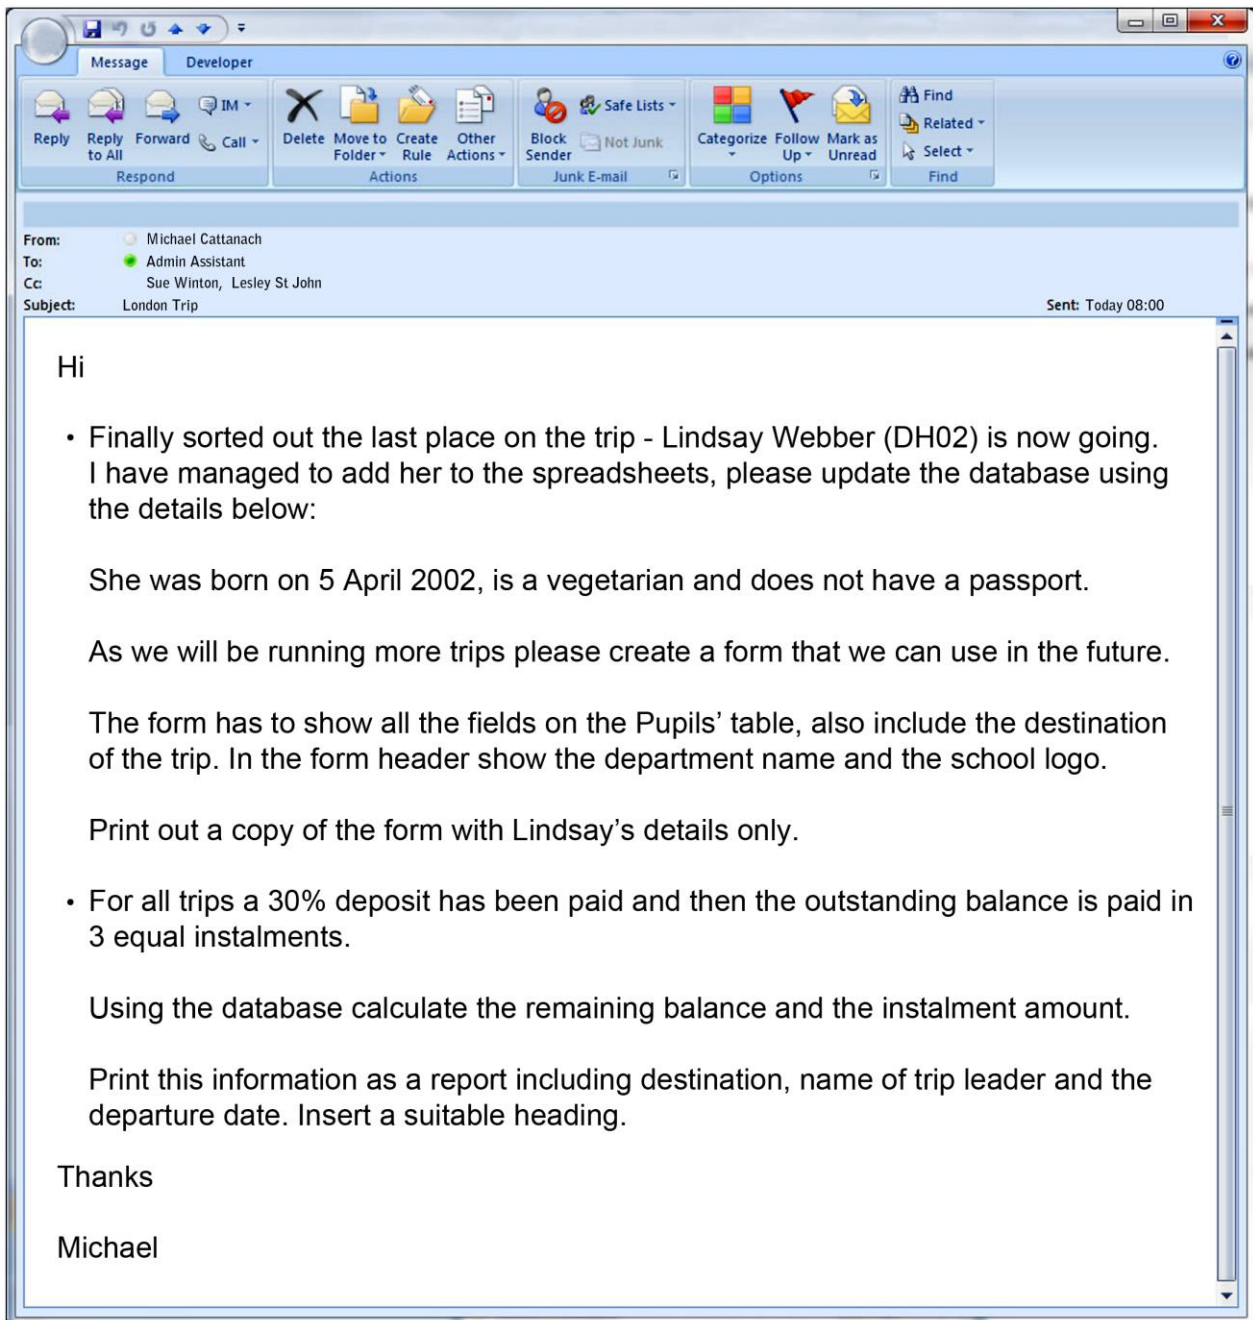 Message Developer
Reply
Reply to All
Forward
IM
Call
Respond
Delete
Move to Folder
Create Rule
Other Actions
Actions
Block Sender
Safe Lists
Not Junk
Junk E-mail
Categorize
Follow Up
Mark as Unread
Options
Find
Related
Select
Find
From: Michael Cattanach
To: Admin Assistant
Cc: Sue Winton, Lesley St John
Subject: London Trip Sent: Today 08:00
Hi
• Finally sorted out the last place on the trip - Lindsay Webber (DH02) is now going.
I have managed to add her to the spreadsheets, please update the database using
the details below:
She was born on 5 April 2002, is a vegetarian and does not have a passport.
As we will be running more trips please create a form that we can use in the future.
The form has to show all the fields on the Pupils’ table, also include the destination
of the trip. In the form header show the department name and the school logo.
Print out a copy of the form with Lindsay’s details only.
• For all trips a 30% deposit has been paid and then the outstanding balance is paid in
3 equal instalments.
Using the database calculate the remaining balance and the instalment amount.
Print this information as a report including destination, name of trip leader and the
departure date. Insert a suitable heading.
Thanks
Michael